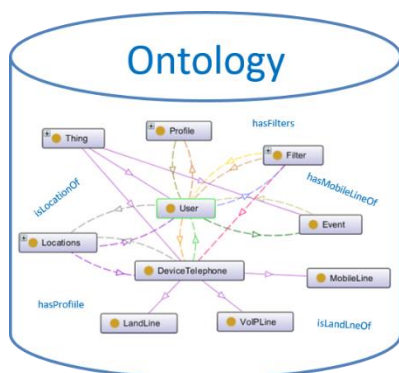 Ontology
Profile
hasFilters
Thing
Filter
hasMobileLineOf
isLocationOf
User
Event
Locations
DeviceTelephone
MobileLine
hasProfiile
LandLine
VoIPLine
isLandLneOf